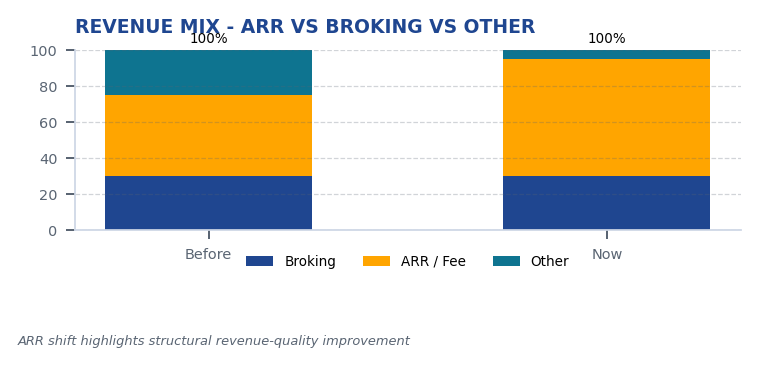 REVENUE MIX - ARR VS BROKING VS OTHER
100% 100%
100
80
60
40
20
0
Before Now
Broking ARR / Fee Other
ARR shift highlights structural revenue-quality improvement